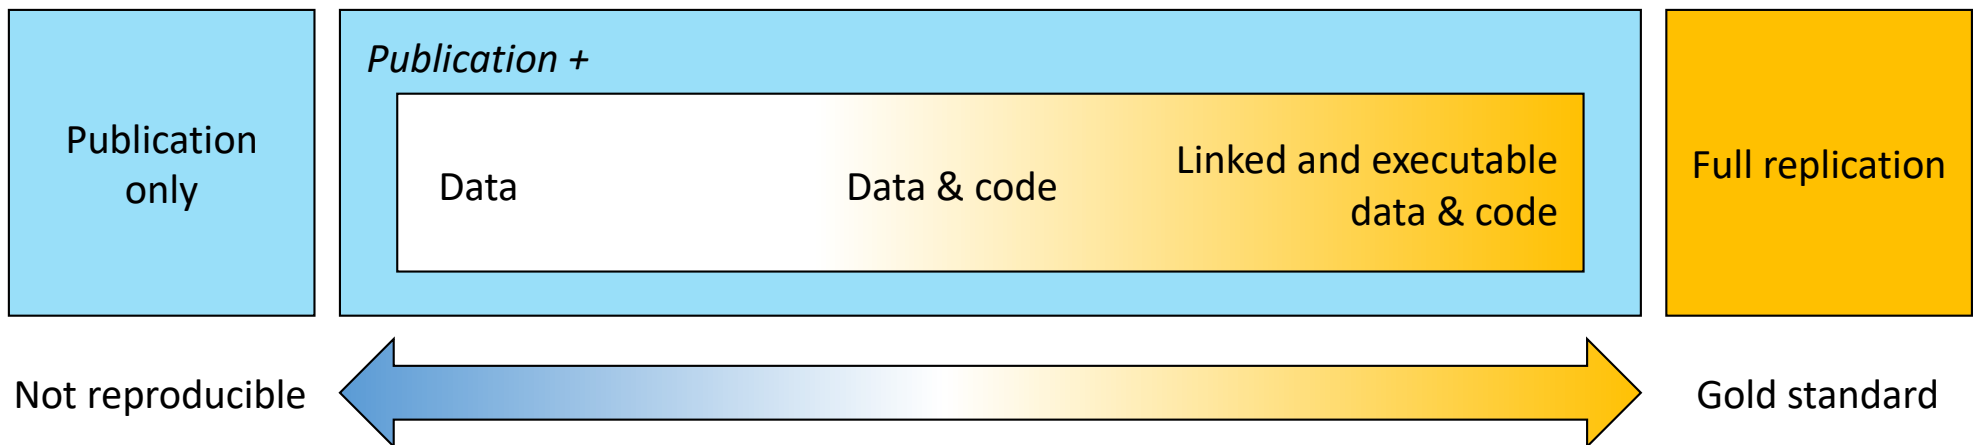 Publication
only
Publication +
Data
Data & code
Linked and executable
data & code
Full replication
Not reproducible
Gold standard